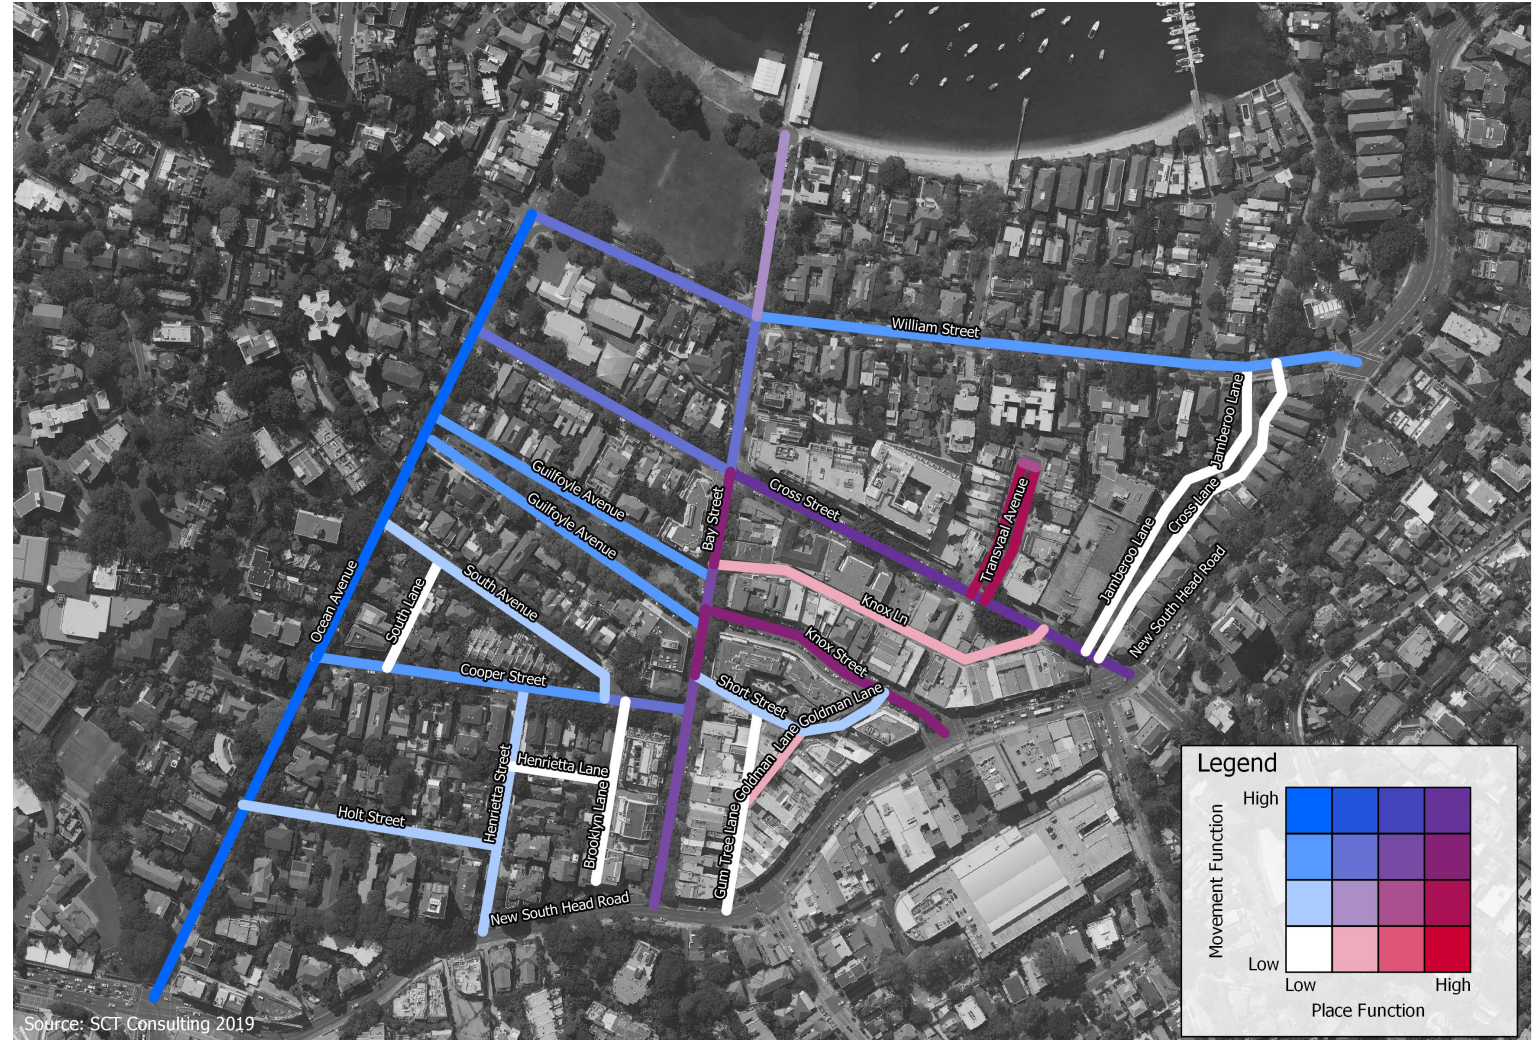 William Street
Jamberoo Lane
Guilfoyle Avenue
Guilfoyle Avenue
Bay Street
Cross Street
Transvaal Avenue
Cross Lane
Jamberoo Lane
New South Head Road
Ocean Avenue
South Lane
South Avenue
Knox Ln
Knox Street
Cooper Street
Short Street
Goldman Lane
Goldman Lane
Henrietta Lane
Henrietta Street
Brooklyn Lane
Gum Tree Lane
Holt Street
New South Head Road
Legend
Movement Function
High
Low
Low
High
Place Function
Source: SCT Consulting 2019